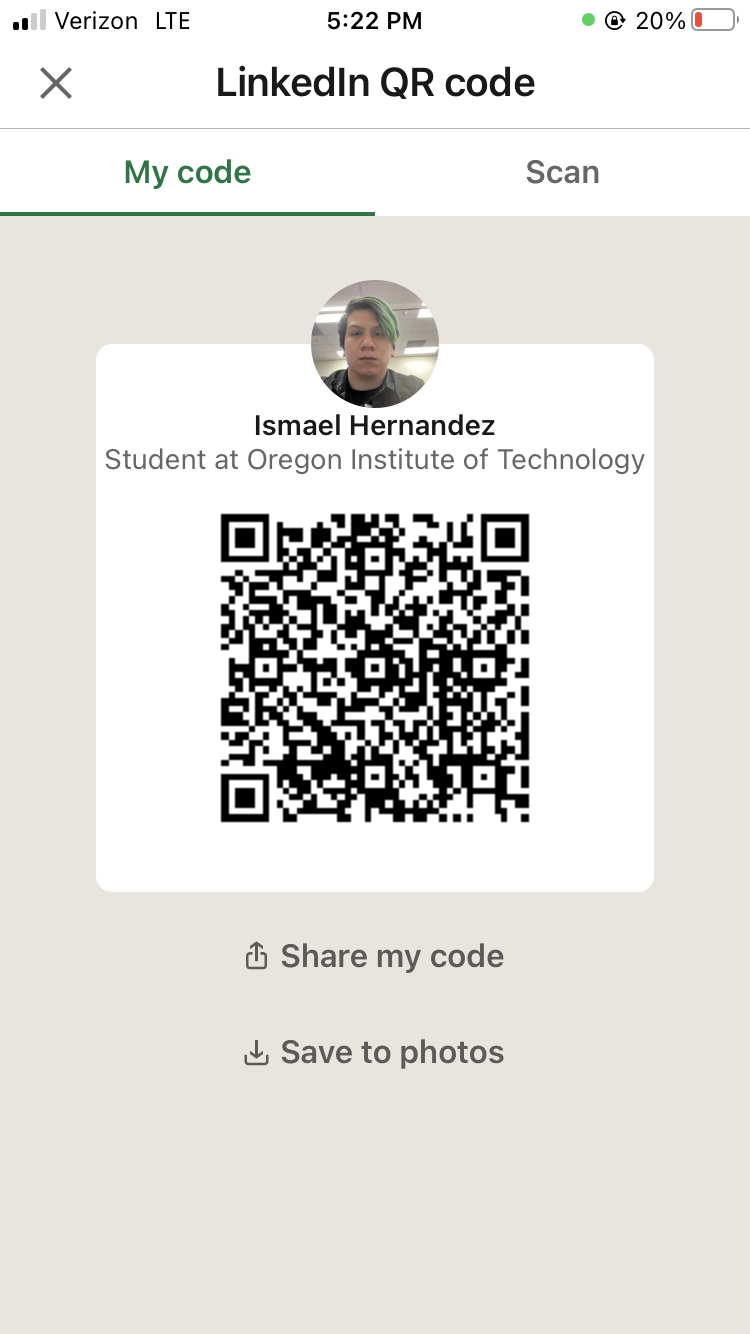 Verizon LTE 5:22 PM 20%
LinkedIn QR code
My code Scan
Ismael Hernandez
Student at Oregon Institute of Technology
Share my code
Save to photos